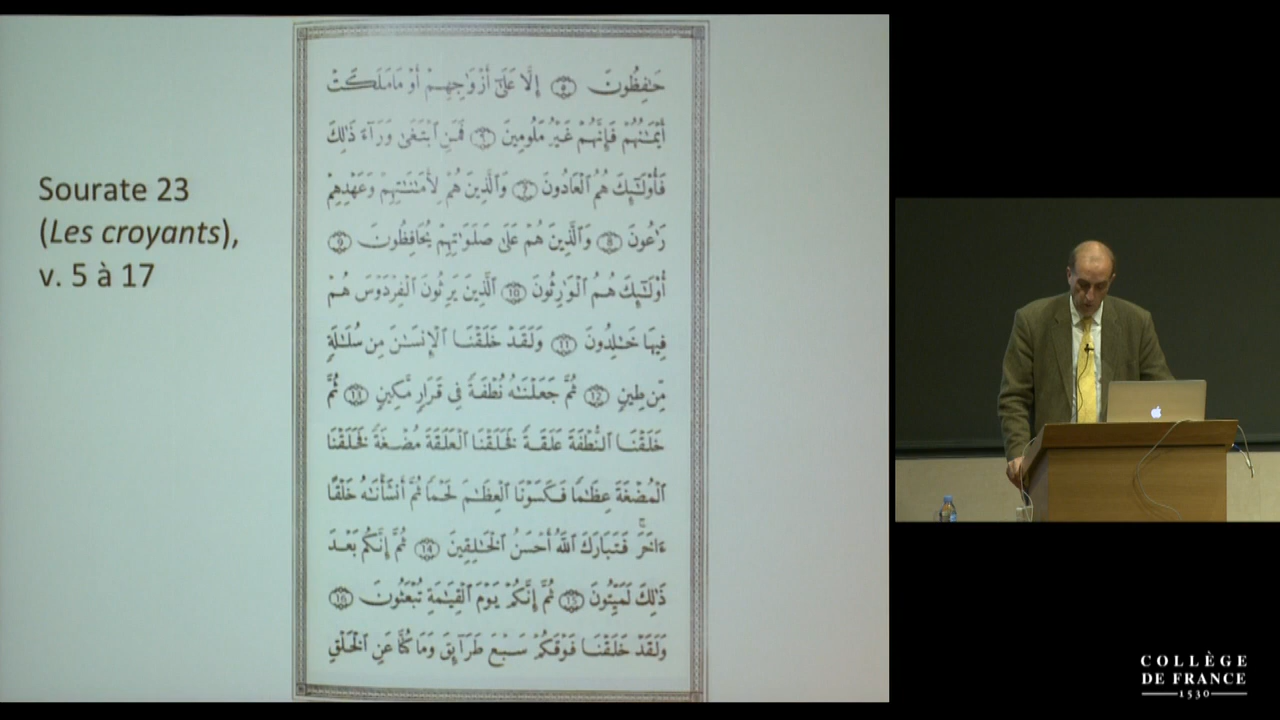 Sourate 23
(Les croyants),
v. 5 à 17
حَـٰفِظُونَ ٥ إِلَّا عَلَىٰٓ أَزْوَٰجِهِمْ أَوْ مَا مَلَكَتْ
أَيْمَـٰنُهُمْ فَإِنَّهُمْ غَيْرُ مَلُومِينَ ٦ فَمَنِ ٱبْتَغَىٰ وَرَآءَ ذَٰلِكَ
فَأُوْلَـٰٓئِكَ هُمُ ٱلْعَادُونَ ٧ وَٱلَّذِينَ هُمْ لِأَمَـٰنَـٰتِهِمْ وَعَهْدِهِمْ
رَٰعُونَ ٨ وَٱلَّذِينَ هُمْ عَلَىٰ صَلَوَٰتِهِمْ يُحَافِظُونَ ٩
أُوْلَـٰٓئِكَ هُمُ ٱلْوَٰرِثُونَ ١٠ ٱلَّذِينَ يَرِثُونَ ٱلْفِرْدَوْسَ هُمْ
فِيهَا خَـٰلِدُونَ ١١ وَلَقَدْ خَلَقْنَا ٱلْإِنسَـٰنَ مِن سُلَـٰلَةٍ
مِّن طِينٍ ١٢ ثُمَّ جَعَلْنَـٰهُ نُطْفَةً فِى قَرَارٍ مَّكِينٍ ١٣ ثُمَّ
خَلَقْنَا ٱلنُّطْفَةَ عَلَقَةً فَخَلَقْنَا ٱلْعَلَقَةَ مُضْغَةً فَخَلَقْنَا
ٱلْمُضْغَةَ عِظَـٰمًا فَكَسَوْنَا ٱلْعِظَـٰمَ لَحْمًا ثُمَّ أَنشَأْنَـٰهُ خَلْقًا
ءَاخَرَ ۚ فَتَبَارَكَ ٱللَّهُ أَحْسَنُ ٱلْخَـٰلِقِينَ ١٤ ثُمَّ إِنَّكُم بَعْدَ
ذَٰلِكَ لَمَيِّتُونَ ١٥ ثُمَّ إِنَّكُمْ يَوْمَ ٱلْقِيَـٰمَةِ تُبْعَثُونَ ١٦
وَلَقَدْ خَلَقْنَا فَوْقَكُمْ سَبْعَ طَرَآئِقَ وَمَا كُنَّا عَنِ ٱلْخَلْقِ
COLLÈGE
DE FRANCE
1530